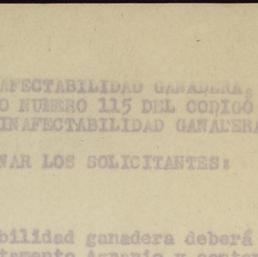 AFECTABILIDAD GANADERA.
O NUMERO 115 DEL CODIGO
INAFECTABILIDAD GANADERA
NAR LOS SOLICITANTES:
bilidad ganadera deberá